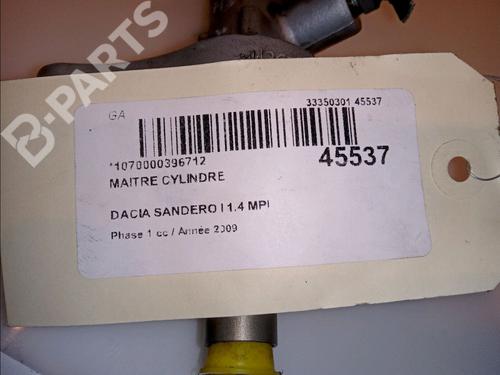 B-PARTS
GA
33350301 45537
*1070000396712
45537
MAITRE CYLINDRE
DACIA SANDERO I 1.4 MPI
Phase 1 cc / Année 2009